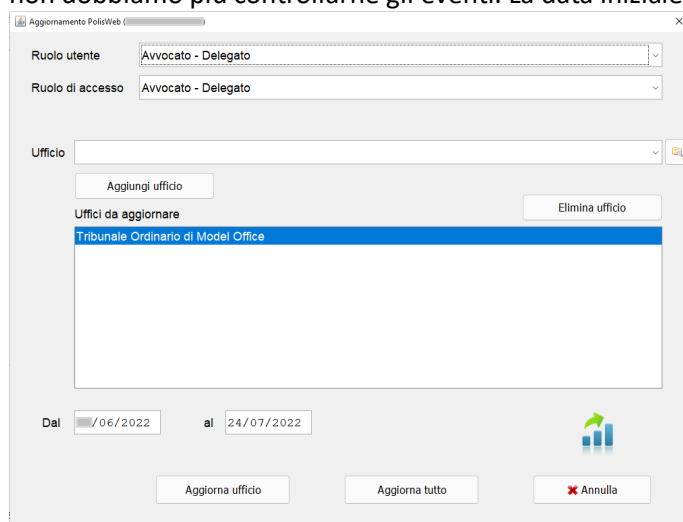 non dobbiamo più controllarne gli eventi. La data iniziale
Aggiornamento PolisWeb ( )
Ruolo utente Avvocato - Delegato
Ruolo di accesso Avvocato - Delegato
Ufficio
Aggiungi ufficio
Elimina ufficio
Uffici da aggiornare
Tribunale Ordinario di Model Office
Dal /06/2022 al 24/07/2022
Aggiorna ufficio Aggiorna tutto Annulla